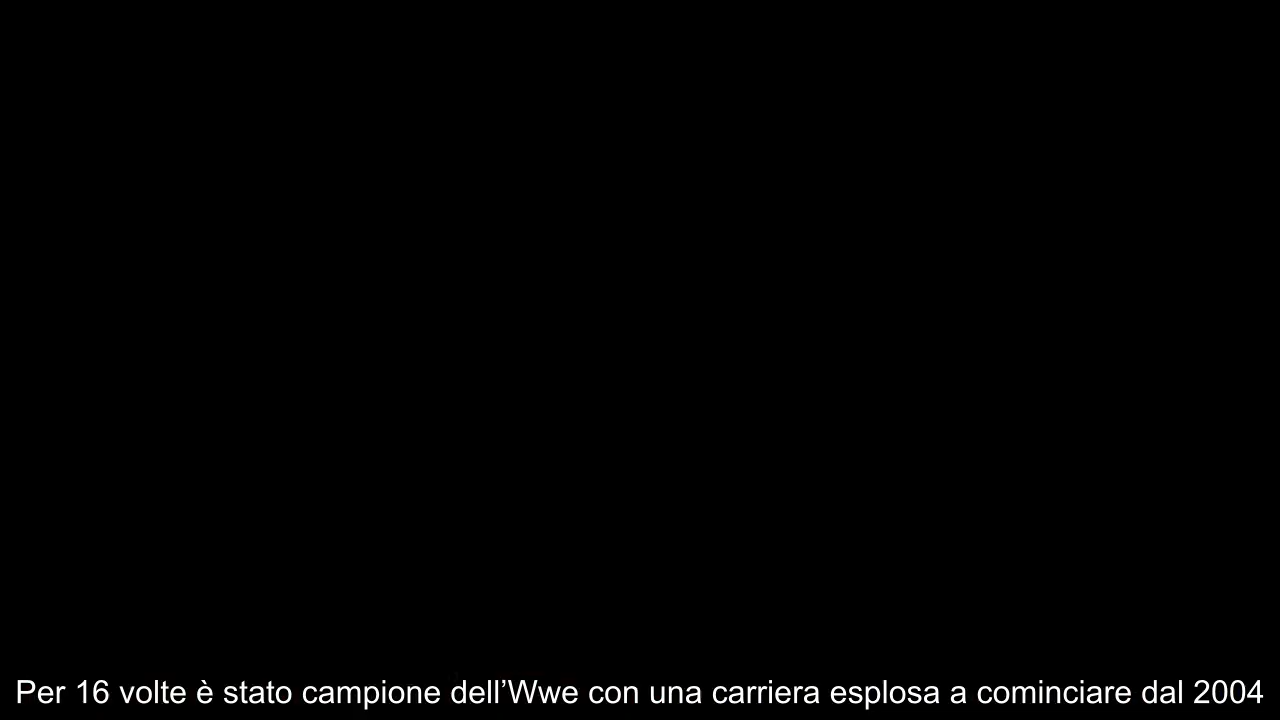 Per 16 volte è stato campione dell’Wwe con una carriera esplosa a cominciare dal 2004